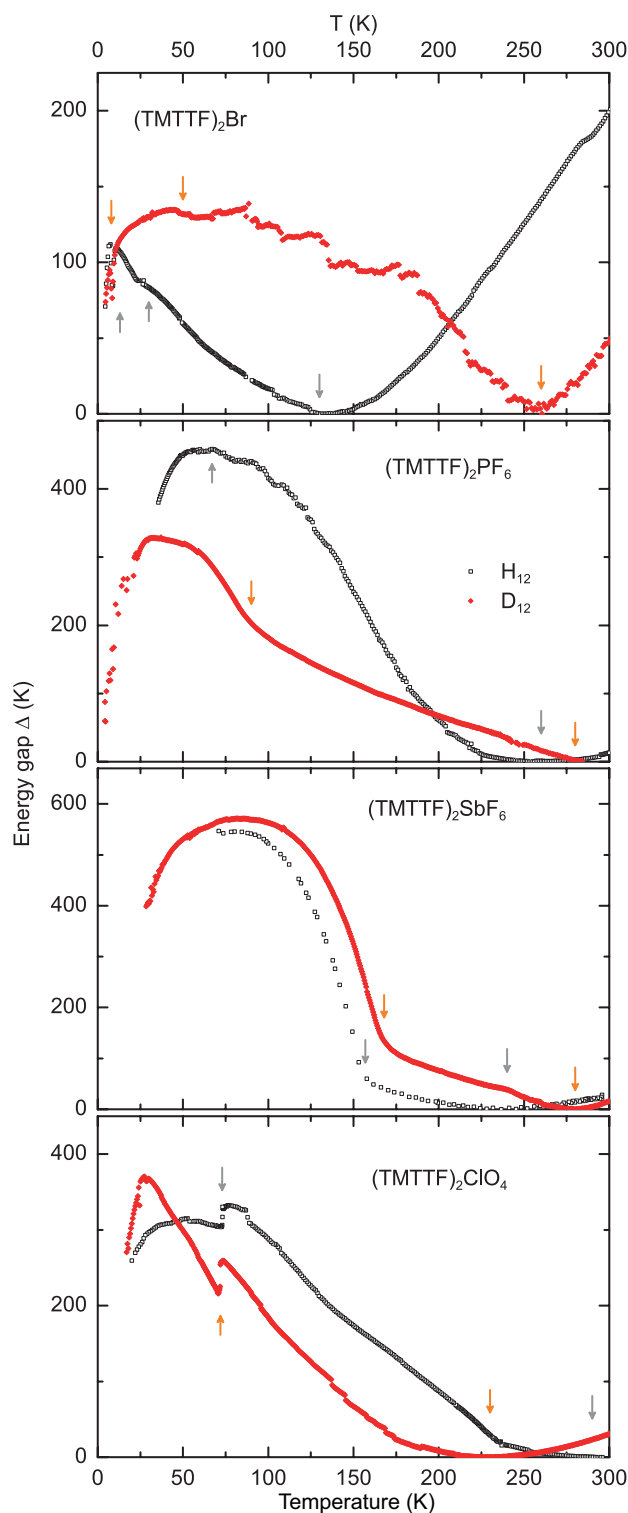 T (K)
0 50 100 150 200 250 300
200
(TMTTF)₂Br
100
0
400
(TMTTF)₂PF₆
H₁₂
D₁₂
200
0
Energy gap Δ (K)
600
(TMTTF)₂SbF₆
400
200
0
400
(TMTTF)₂ClO₄
200
0
0 50 100 150 200 250 300
Temperature (K)